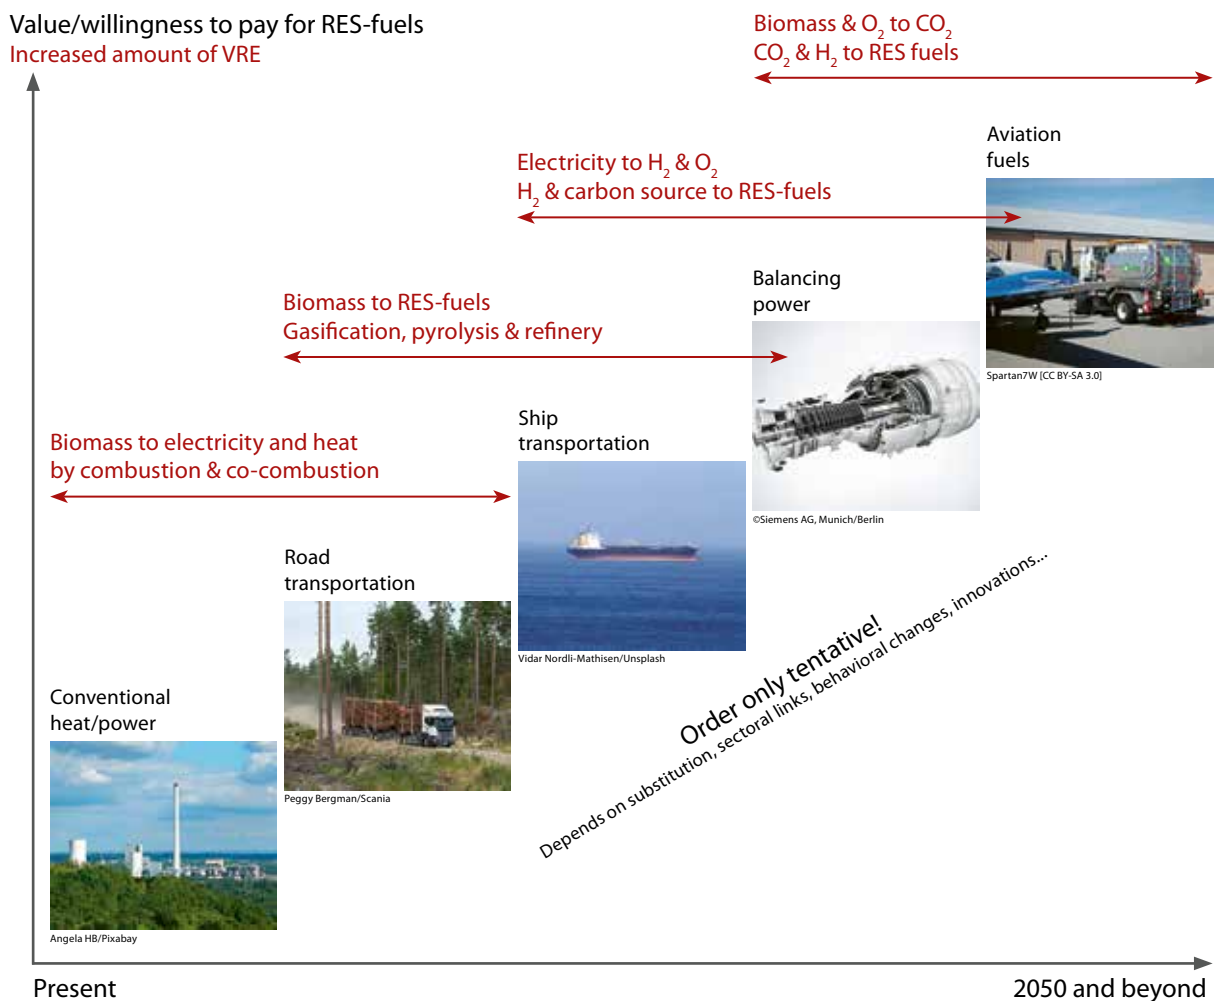 Value/willingness to pay for RES-fuels
Increased amount of VRE
Biomass & O₂ to CO₂
CO₂ & H₂ to RES fuels
Aviation
fuels
Electricity to H₂ & O₂
H₂ & carbon source to RES-fuels
Spartan7W [CC BY-SA 3.0]
Balancing
power
Biomass to RES-fuels
Gasification, pyrolysis & refinery
©Siemens AG, Munich/Berlin
Ship
transportation
Biomass to electricity and heat
by combustion & co-combustion
Vidar Nordli-Mathisen/Unsplash
Road
transportation
Peggy Bergman/Scania
Order only tentative!
Depends on substitution, sectoral links, behavioral changes, innovations...
Conventional
heat/power
Angela HB/Pixabay
Present
2050 and beyond